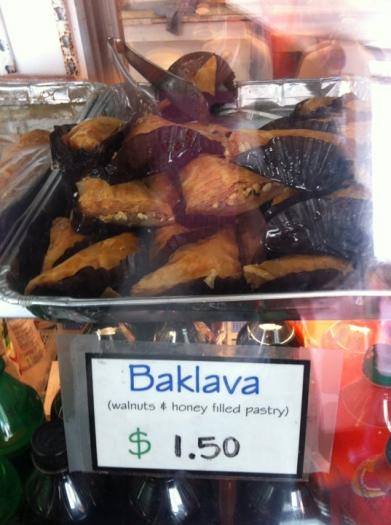 Baklava
(walnuts & honey filled pastry)
$ 1.50